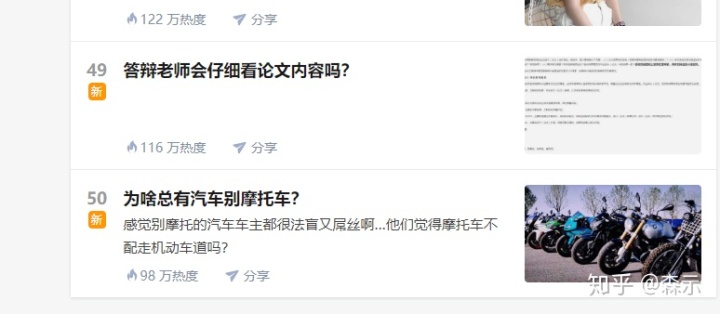 122 万热度 分享
49 答辩老师会仔细看论文内容吗?
新
116 万热度 分享
50 为啥总有汽车别摩托车?
新
感觉别摩托的汽车车主都很法盲又屌丝啊...他们觉得摩托车不
配走机动车道吗?
98 万热度 分享
知乎 @森示